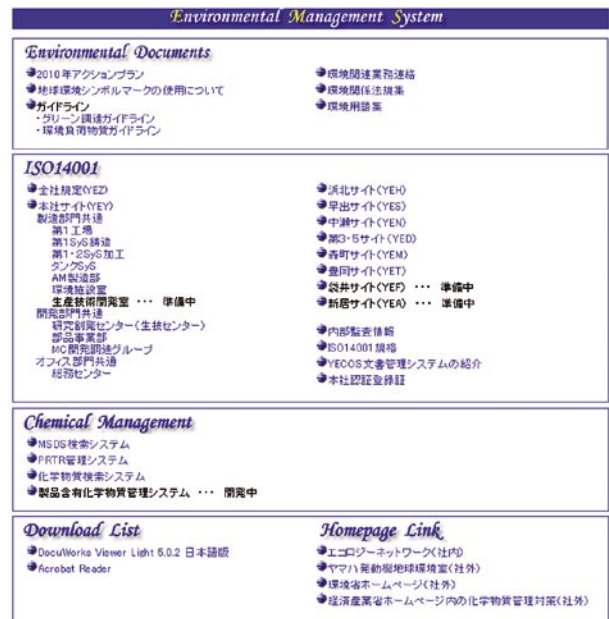 Environmental Management System
Environmental Documents
2010年アクションプラン
地球環境シンボルマークの使用について
ガイドライン
・グリーン調達ガイドライン
・環境負荷物質ガイドライン
環境関連業務連絡
環境関係法規集
環境用語集
ISO14001
全社規定(YEZ)
本社サイト(YEY)
製造部門共通
第1工場
第1SyS鋳造
第1・2SyS加工
タンクSyS
AM製造部
環境施設室
生産技術開発室 ・・・ 準備中
開発部門共通
研究創発センター(生技センター)
部品事業部
MC開発調達グループ
オフィス部門共通
総務センター
浜北サイト(YEH)
早出サイト(YES)
中瀬サイト(YEN)
第3・5サイト(YED)
森町サイト(YEM)
豊岡サイト(YET)
袋井サイト(YEF) ・・・ 準備中
新居サイト(YEA) ・・・ 準備中
内部監査情報
ISO14001規格
YECOS文書管理システムの紹介
本社認証登録証
Chemical Management
MSDS検索システム
PRTR管理システム
化学物質検索システム
製品含有化学物質管理システム ・・・ 開発中
Download List
DocuWorks Viewer Light 5.0.2 日本語版
Acrobat Reader
Homepage Link
エコロジーネットワーク(社内)
ヤマハ発動機地球環境室(社外)
環境省ホームページ(社外)
経済産業省ホームページ内の化学物質管理対策(社外)